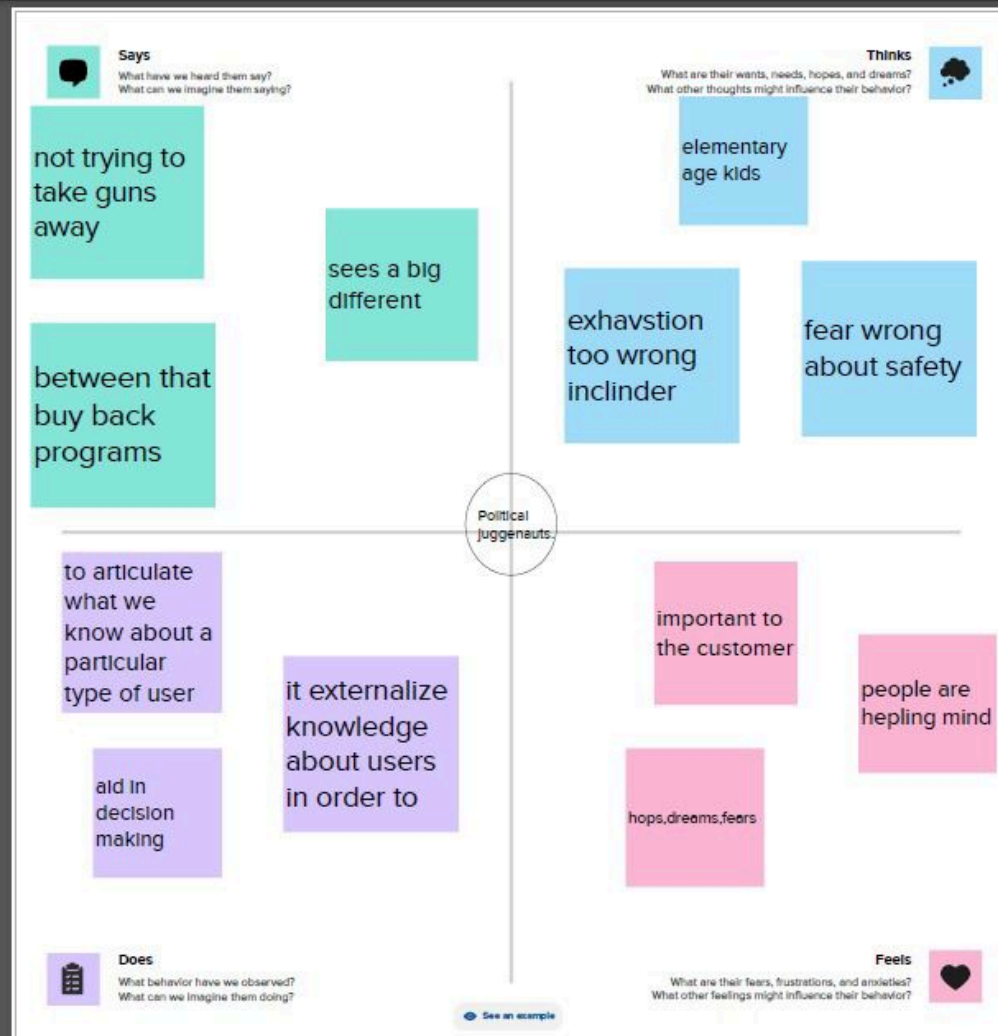 Says
What have we heard them say?
What can we imagine them saying?
not trying to
take guns
away
sees a big
different
between that
buy back
programs
Thinks
What are their wants, needs, hopes, and dreams?
What other thoughts might influence their behavior?
elementary
age kids
exhavstion
too wrong
inclinder
fear wrong
about safety
Political
juggenauts.
to articulate
what we
know about a
particular
type of user
it externalize
knowledge
about users
in order to
aid in
decision
making
Does
What behavior have we observed?
What can we imagine them doing?
important to
the customer
people are
hepling mind
hops,dreams,fears
Feels
What are their fears, frustrations, and anxieties?
What other feelings might influence their behavior?
See an example